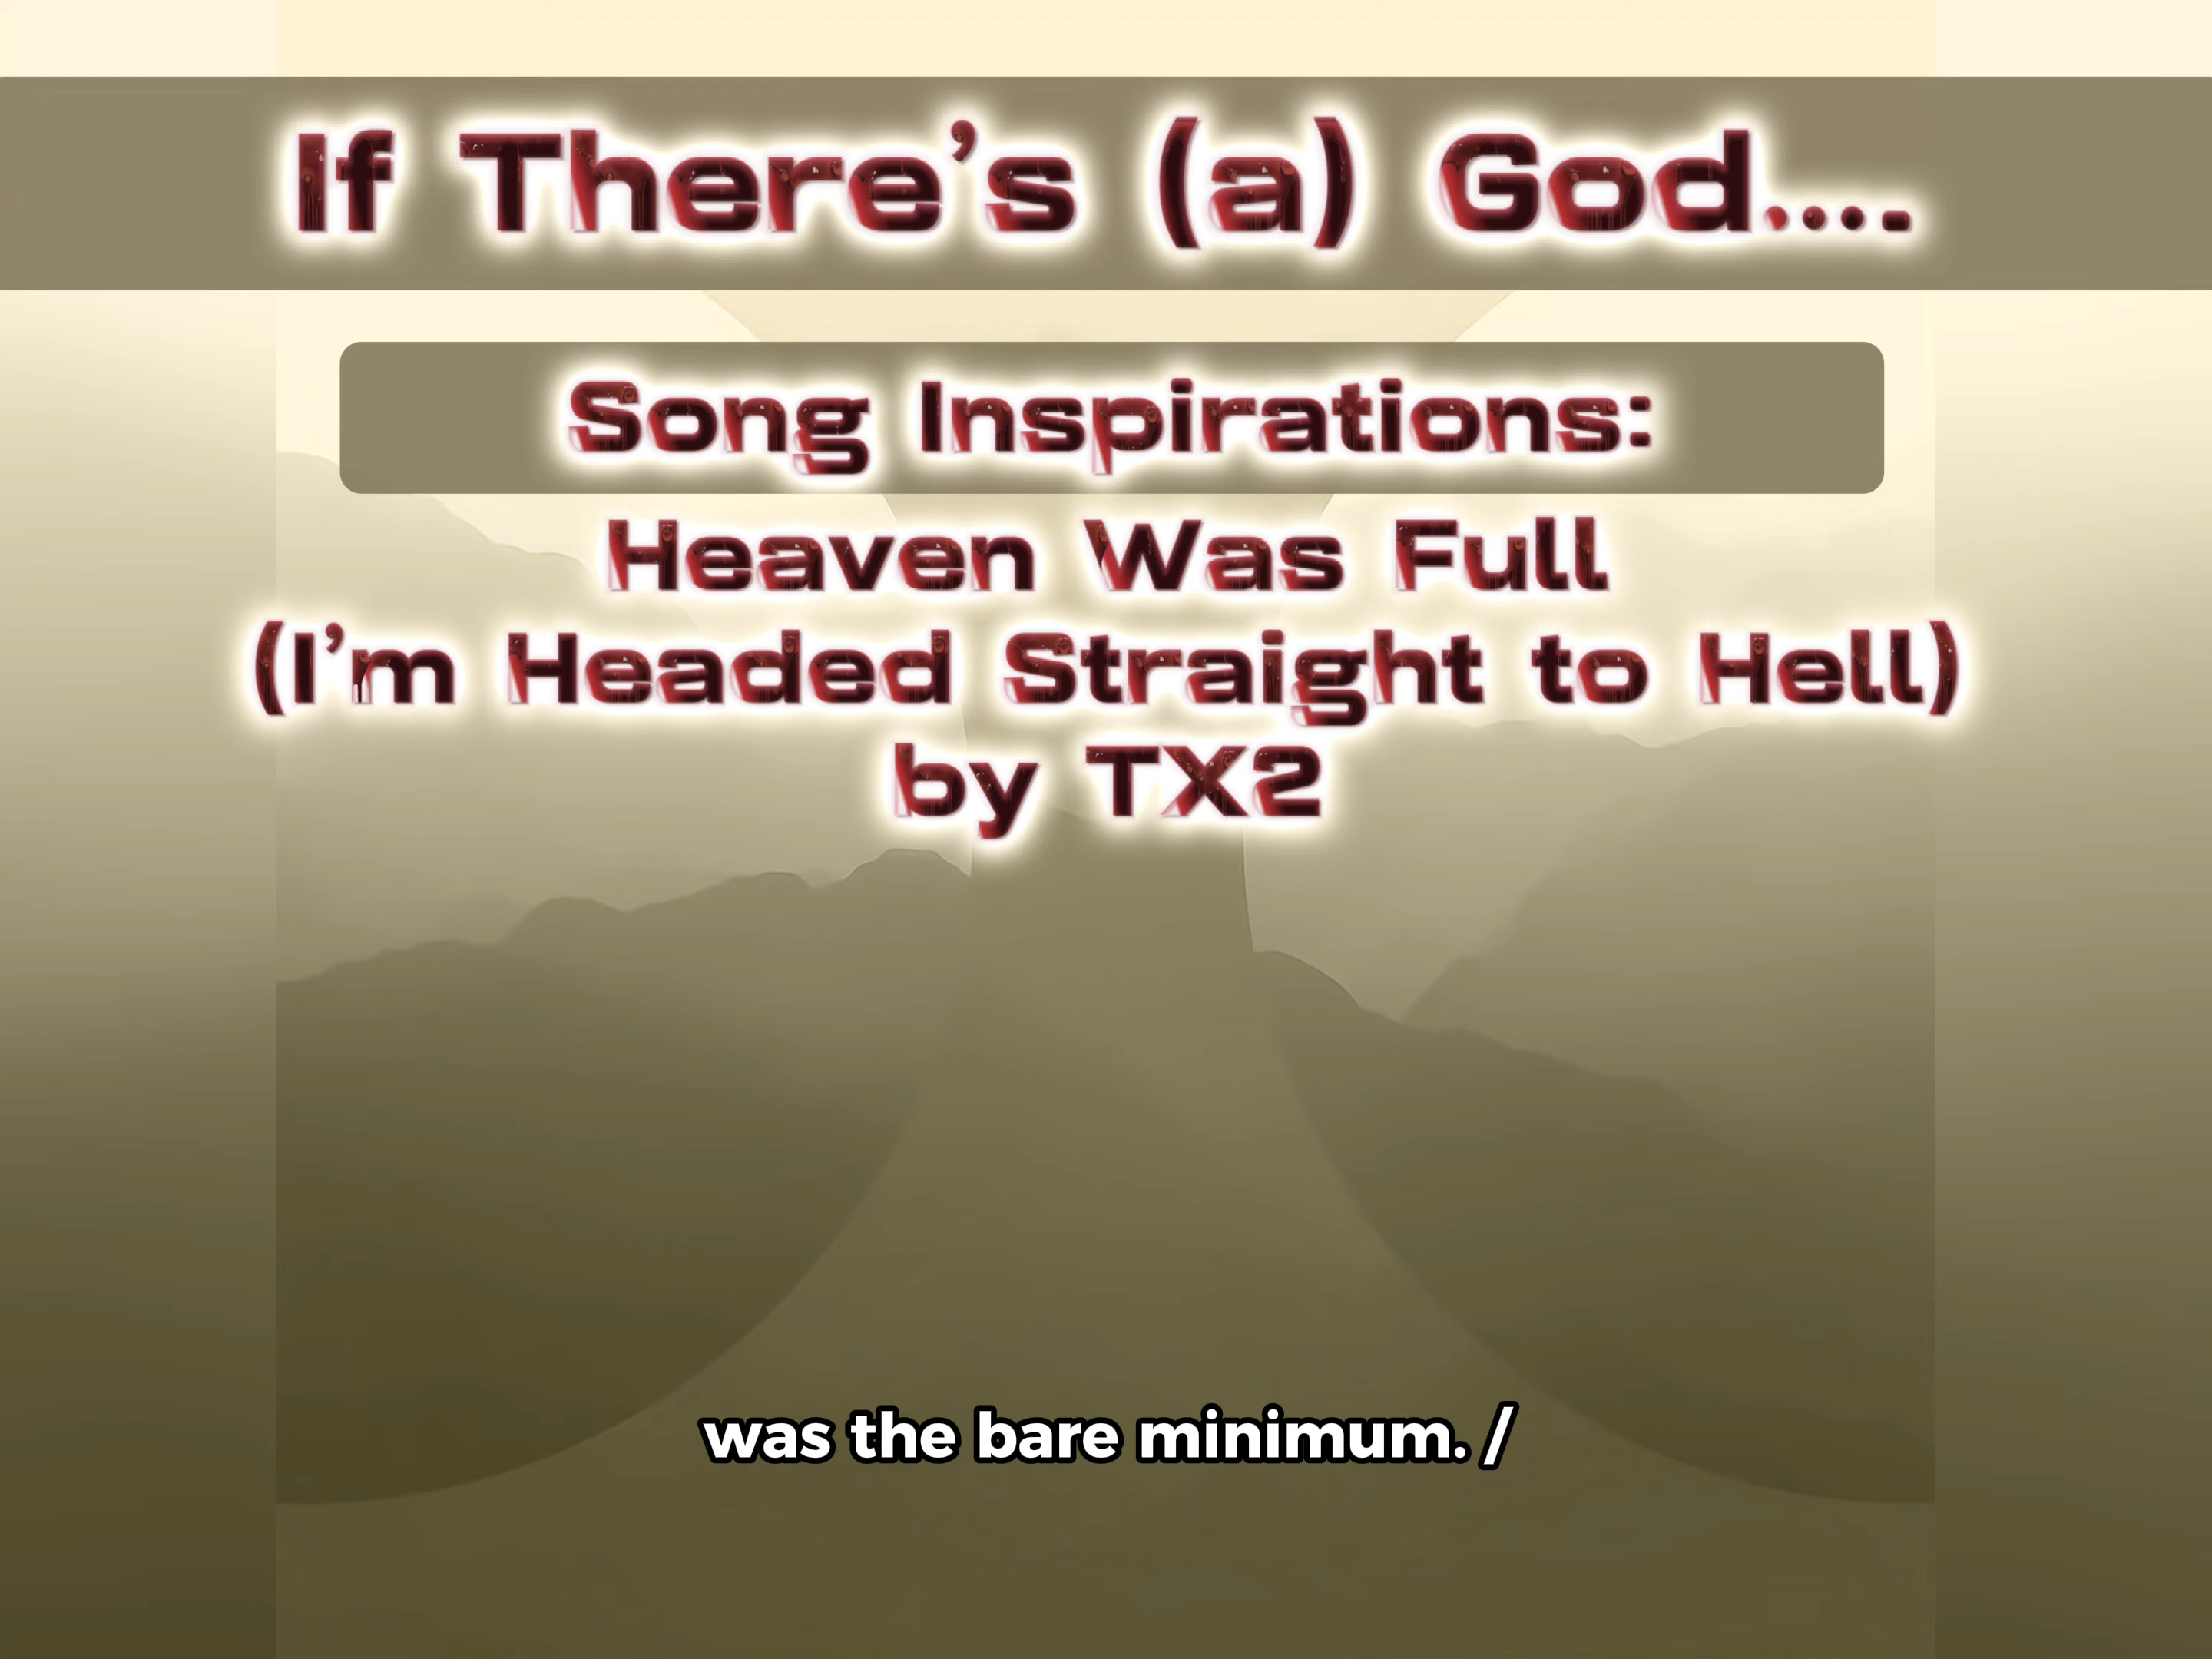 If There’s (a) God....
Song Inspirations:
Heaven Was Full
(I’m Headed Straight to Hell)
by TX2
was the bare minimum. /